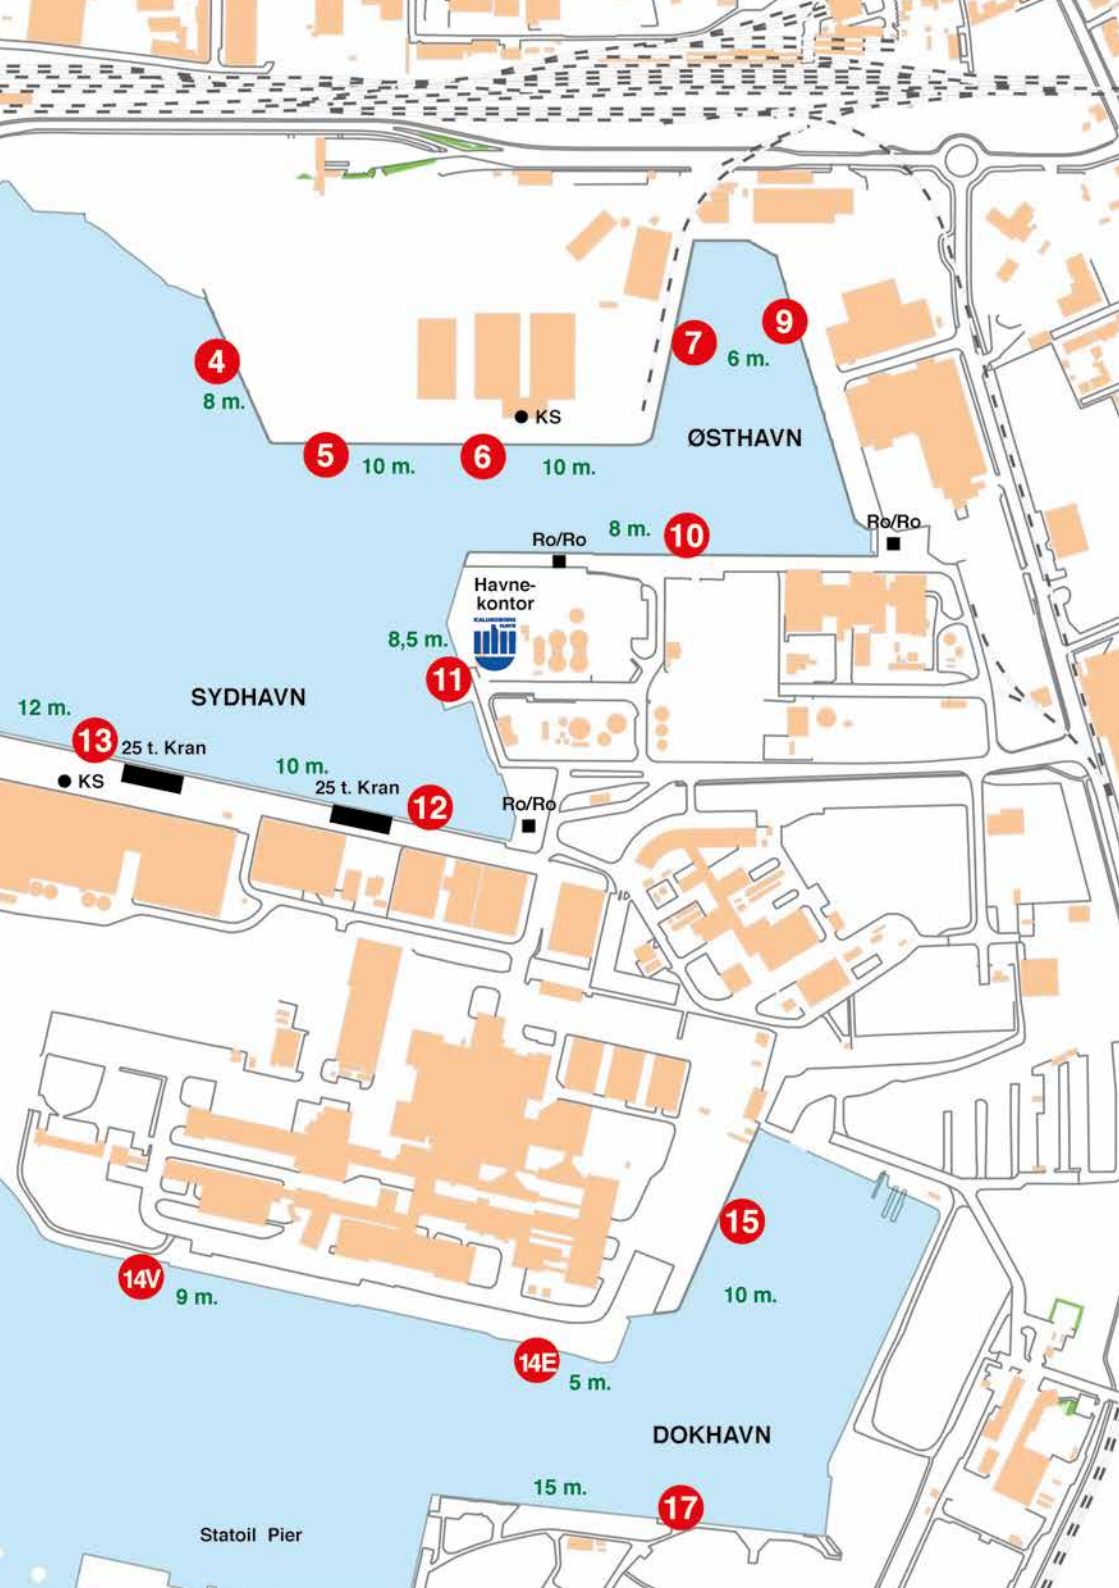 9
7
6 m.
4
8 m.
KS
ØSTHAVN
5
10 m.
6
10 m.
Ro/Ro
8 m.
10
Ro/Ro
Havne-
kontor
KALUNDBORG
HAVN
8,5 m.
11
SYDHAVN
12 m.
13
25 t. Kran
KS
10 m.
25 t. Kran
12
Ro/Ro
15
10 m.
14V
9 m.
14E
5 m.
DOKHAVN
15 m.
17
Statoil Pier